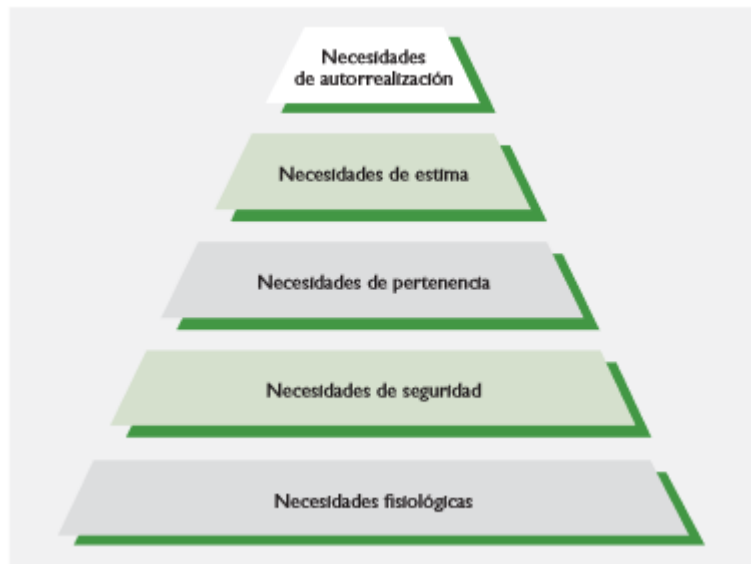 Necesidades
de autorrealización
Necesidades de estima
Necesidades de pertenencia
Necesidades de seguridad
Necesidades fisiológicas